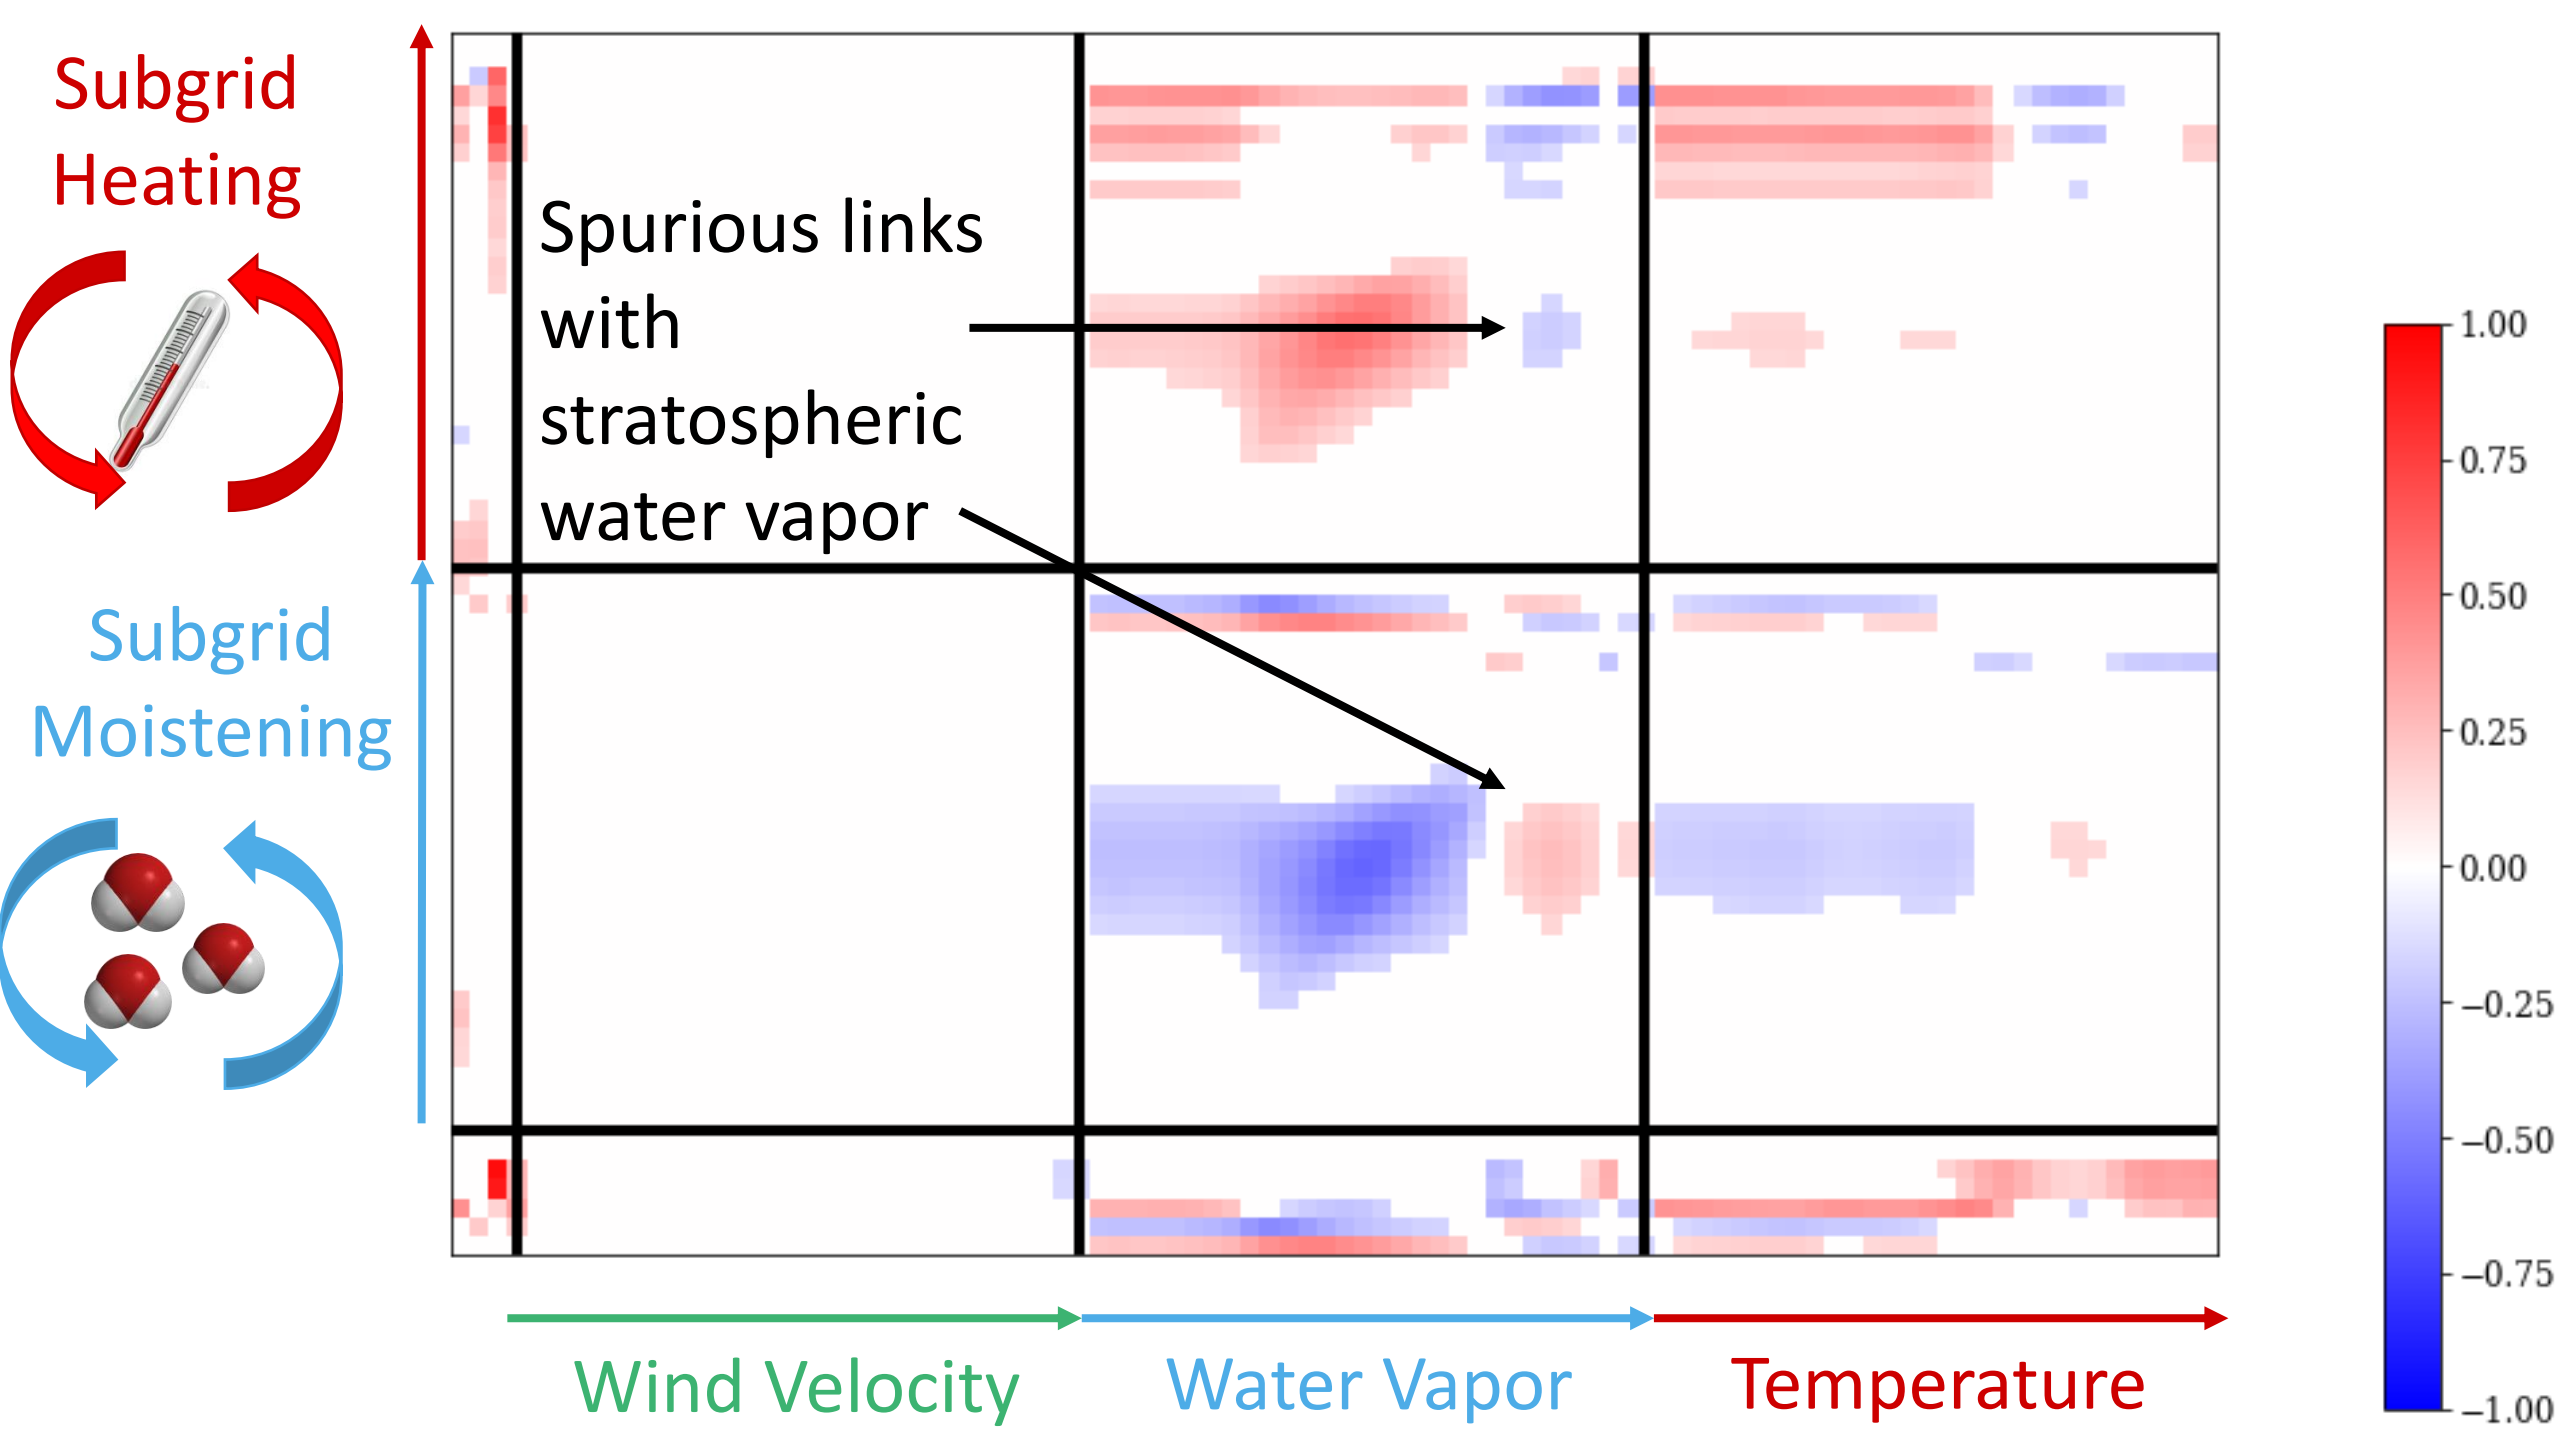 Subgrid
Heating
Spurious links
with
stratospheric
water vapor
Subgrid
Moistening
Wind Velocity
Water Vapor
Temperature
1.00
0.75
0.50
0.25
0.00
−0.25
−0.50
−0.75
−1.00